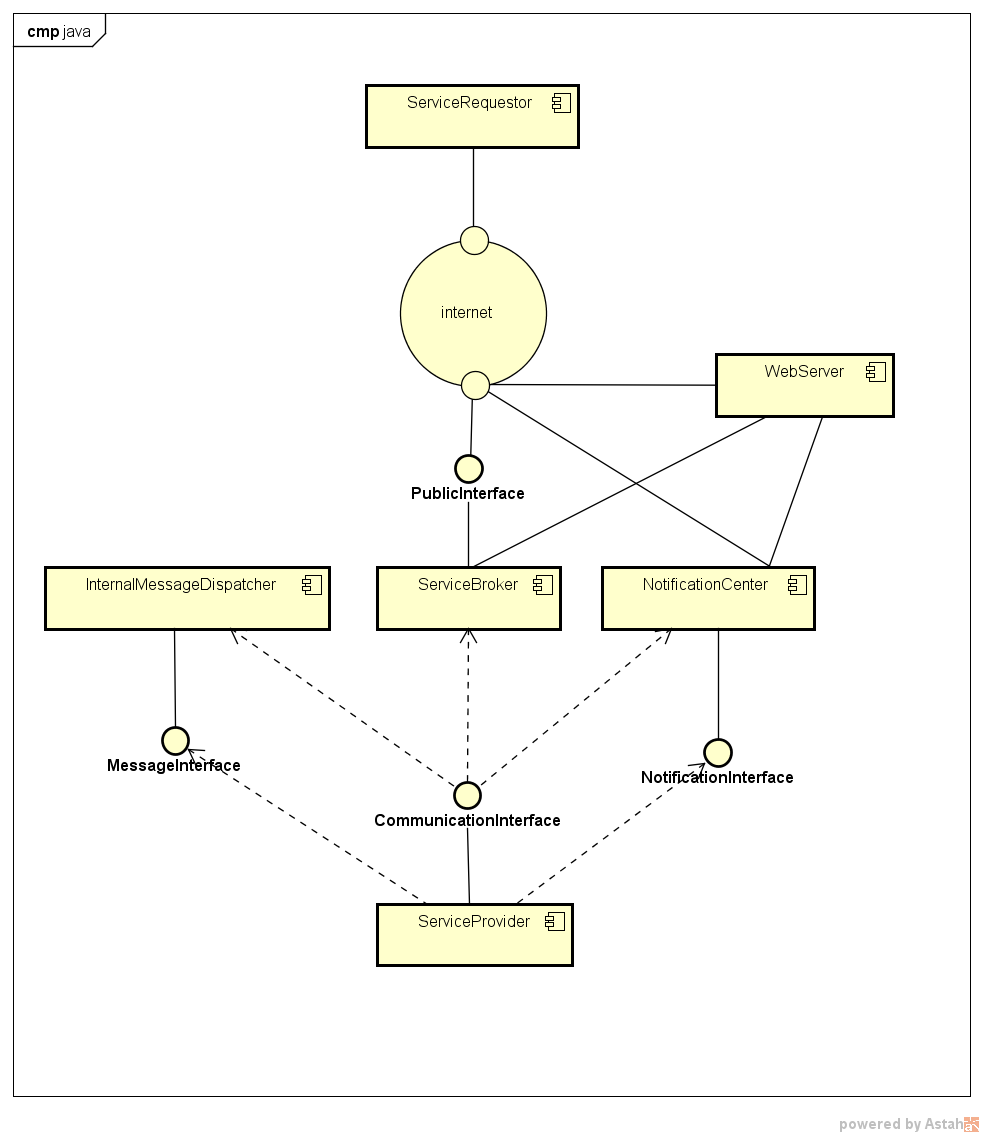 cmp java
ServiceRequestor
internet
WebServer
PublicInterface
InternalMessageDispatcher
ServiceBroker
NotificationCenter
MessageInterface
NotificationInterface
CommunicationInterface
ServiceProvider
powered by Astah